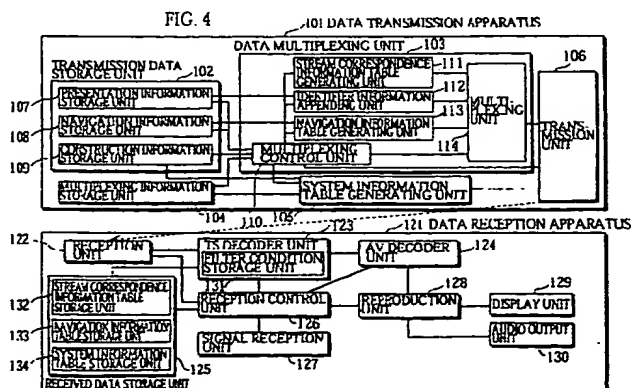 FIG. 4
101 DATA TRANSMISSION APPARATUS
DATA MULTIPLEXING UNIT
TRANSMISSION DATA
STORAGE UNIT
102
103
STREAM CORRESPONDENCE
INFORMATION TABLE
GENERATING UNIT
111
107
PRESENTATION INFORMATION
STORAGE UNIT
IDENTIFIER INFORMATION
APPENDING UNIT
112
108
NAVIGATION INFORMATION
STORAGE UNIT
NAVIGATION INFORMATION
TABLE GENERATING UNIT
113
109
CONSTRUCTION INFORMATION
STORAGE UNIT
MULTIPLEXING
CONTROL UNIT
114
MULTI
PLEXING
UNIT
106
TRANS-
MISSION
UNIT
MULTIPLEXING INFORMATION
STORAGE UNIT
104
110
105
SYSTEM INFORMATION
TABLE GENERATING UNIT
121
DATA RECEPTION APPARATUS
122
RECEPTION
UNIT
123
TS DECODER UNIT
FILTER CONDITION
STORAGE UNIT
131
AV DECODER
UNIT
124
132
STREAM CORRESPONDENCE
INFORMATION TABLE
STORAGE UNIT
133
NAVIGATION INFORMATION
TABLE STORAGE UNIT
134
SYSTEM INFORMATION
TABLE STORAGE UNIT
125
RECEIVED DATA STORAGE UNIT
RECEPTION CONTROL
UNIT
126
SIGNAL RECEPTION
UNIT
127
REPRODUCTION
UNIT
128
DISPLAY UNIT
129
AUDIO OUTPUT
UNIT
130